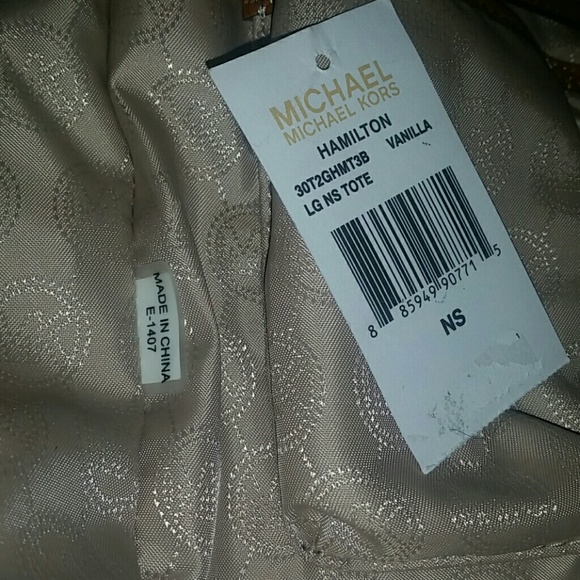 MICHAEL
MICHAEL KORS
HAMILTON
30T2GHMT3B VANILLA
LG NS TOTE
8 85949 90771 5
NS
MADE IN CHINA
E-1407